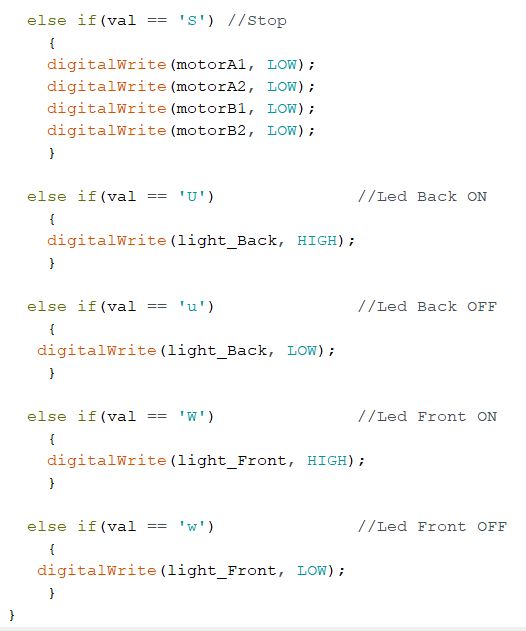 else if(val == 'S') //Stop
{
digitalWrite(motorA1, LOW);
digitalWrite(motorA2, LOW);
digitalWrite(motorB1, LOW);
digitalWrite(motorB2, LOW);
}
else if(val == 'U') //Led Back ON
{
digitalWrite(light_Back, HIGH);
}
else if(val == 'u') //Led Back OFF
{
digitalWrite(light_Back, LOW);
}
else if(val == 'W') //Led Front ON
{
digitalWrite(light_Front, HIGH);
}
else if(val == 'w') //Led Front OFF
{
digitalWrite(light_Front, LOW);
}
}